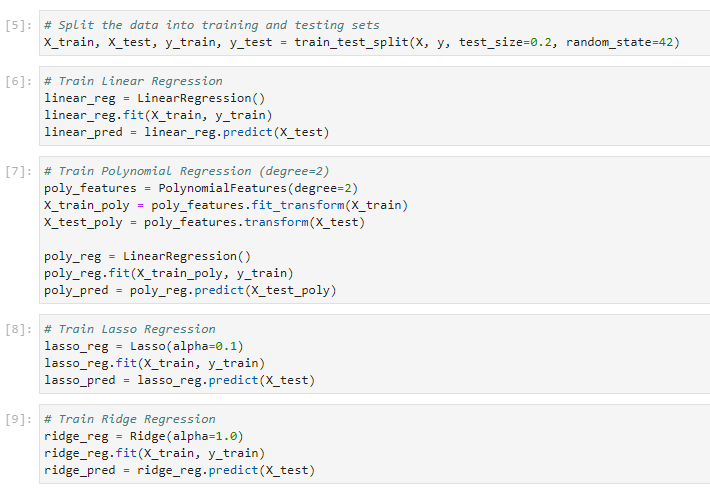 [5]: # Split the data into training and testing sets
X_train, X_test, y_train, y_test = train_test_split(X, y, test_size=0.2, random_state=42)
[6]: # Train Linear Regression
linear_reg = LinearRegression()
linear_reg.fit(X_train, y_train)
linear_pred = linear_reg.predict(X_test)
[7]: # Train Polynomial Regression (degree=2)
poly_features = PolynomialFeatures(degree=2)
X_train_poly = poly_features.fit_transform(X_train)
X_test_poly = poly_features.transform(X_test)
poly_reg = LinearRegression()
poly_reg.fit(X_train_poly, y_train)
poly_pred = poly_reg.predict(X_test_poly)
[8]: # Train Lasso Regression
lasso_reg = Lasso(alpha=0.1)
lasso_reg.fit(X_train, y_train)
lasso_pred = lasso_reg.predict(X_test)
[9]: # Train Ridge Regression
ridge_reg = Ridge(alpha=1.0)
ridge_reg.fit(X_train, y_train)
ridge_pred = ridge_reg.predict(X_test)